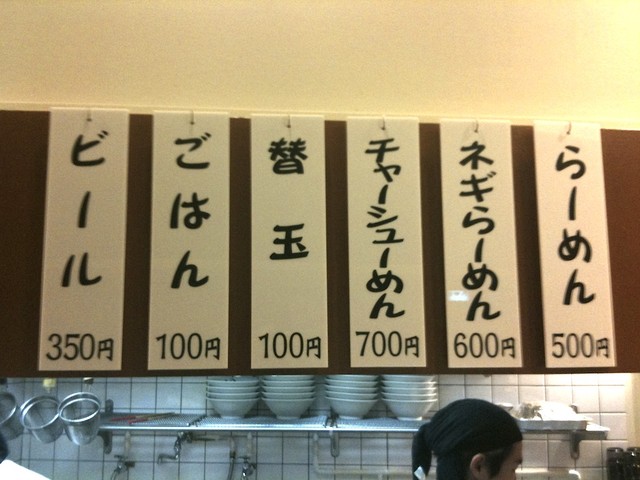 らーめん
500円
ネギらーめん
600円
チャーシューめん
700円
替玉
100円
ごはん
100円
ビール
350円